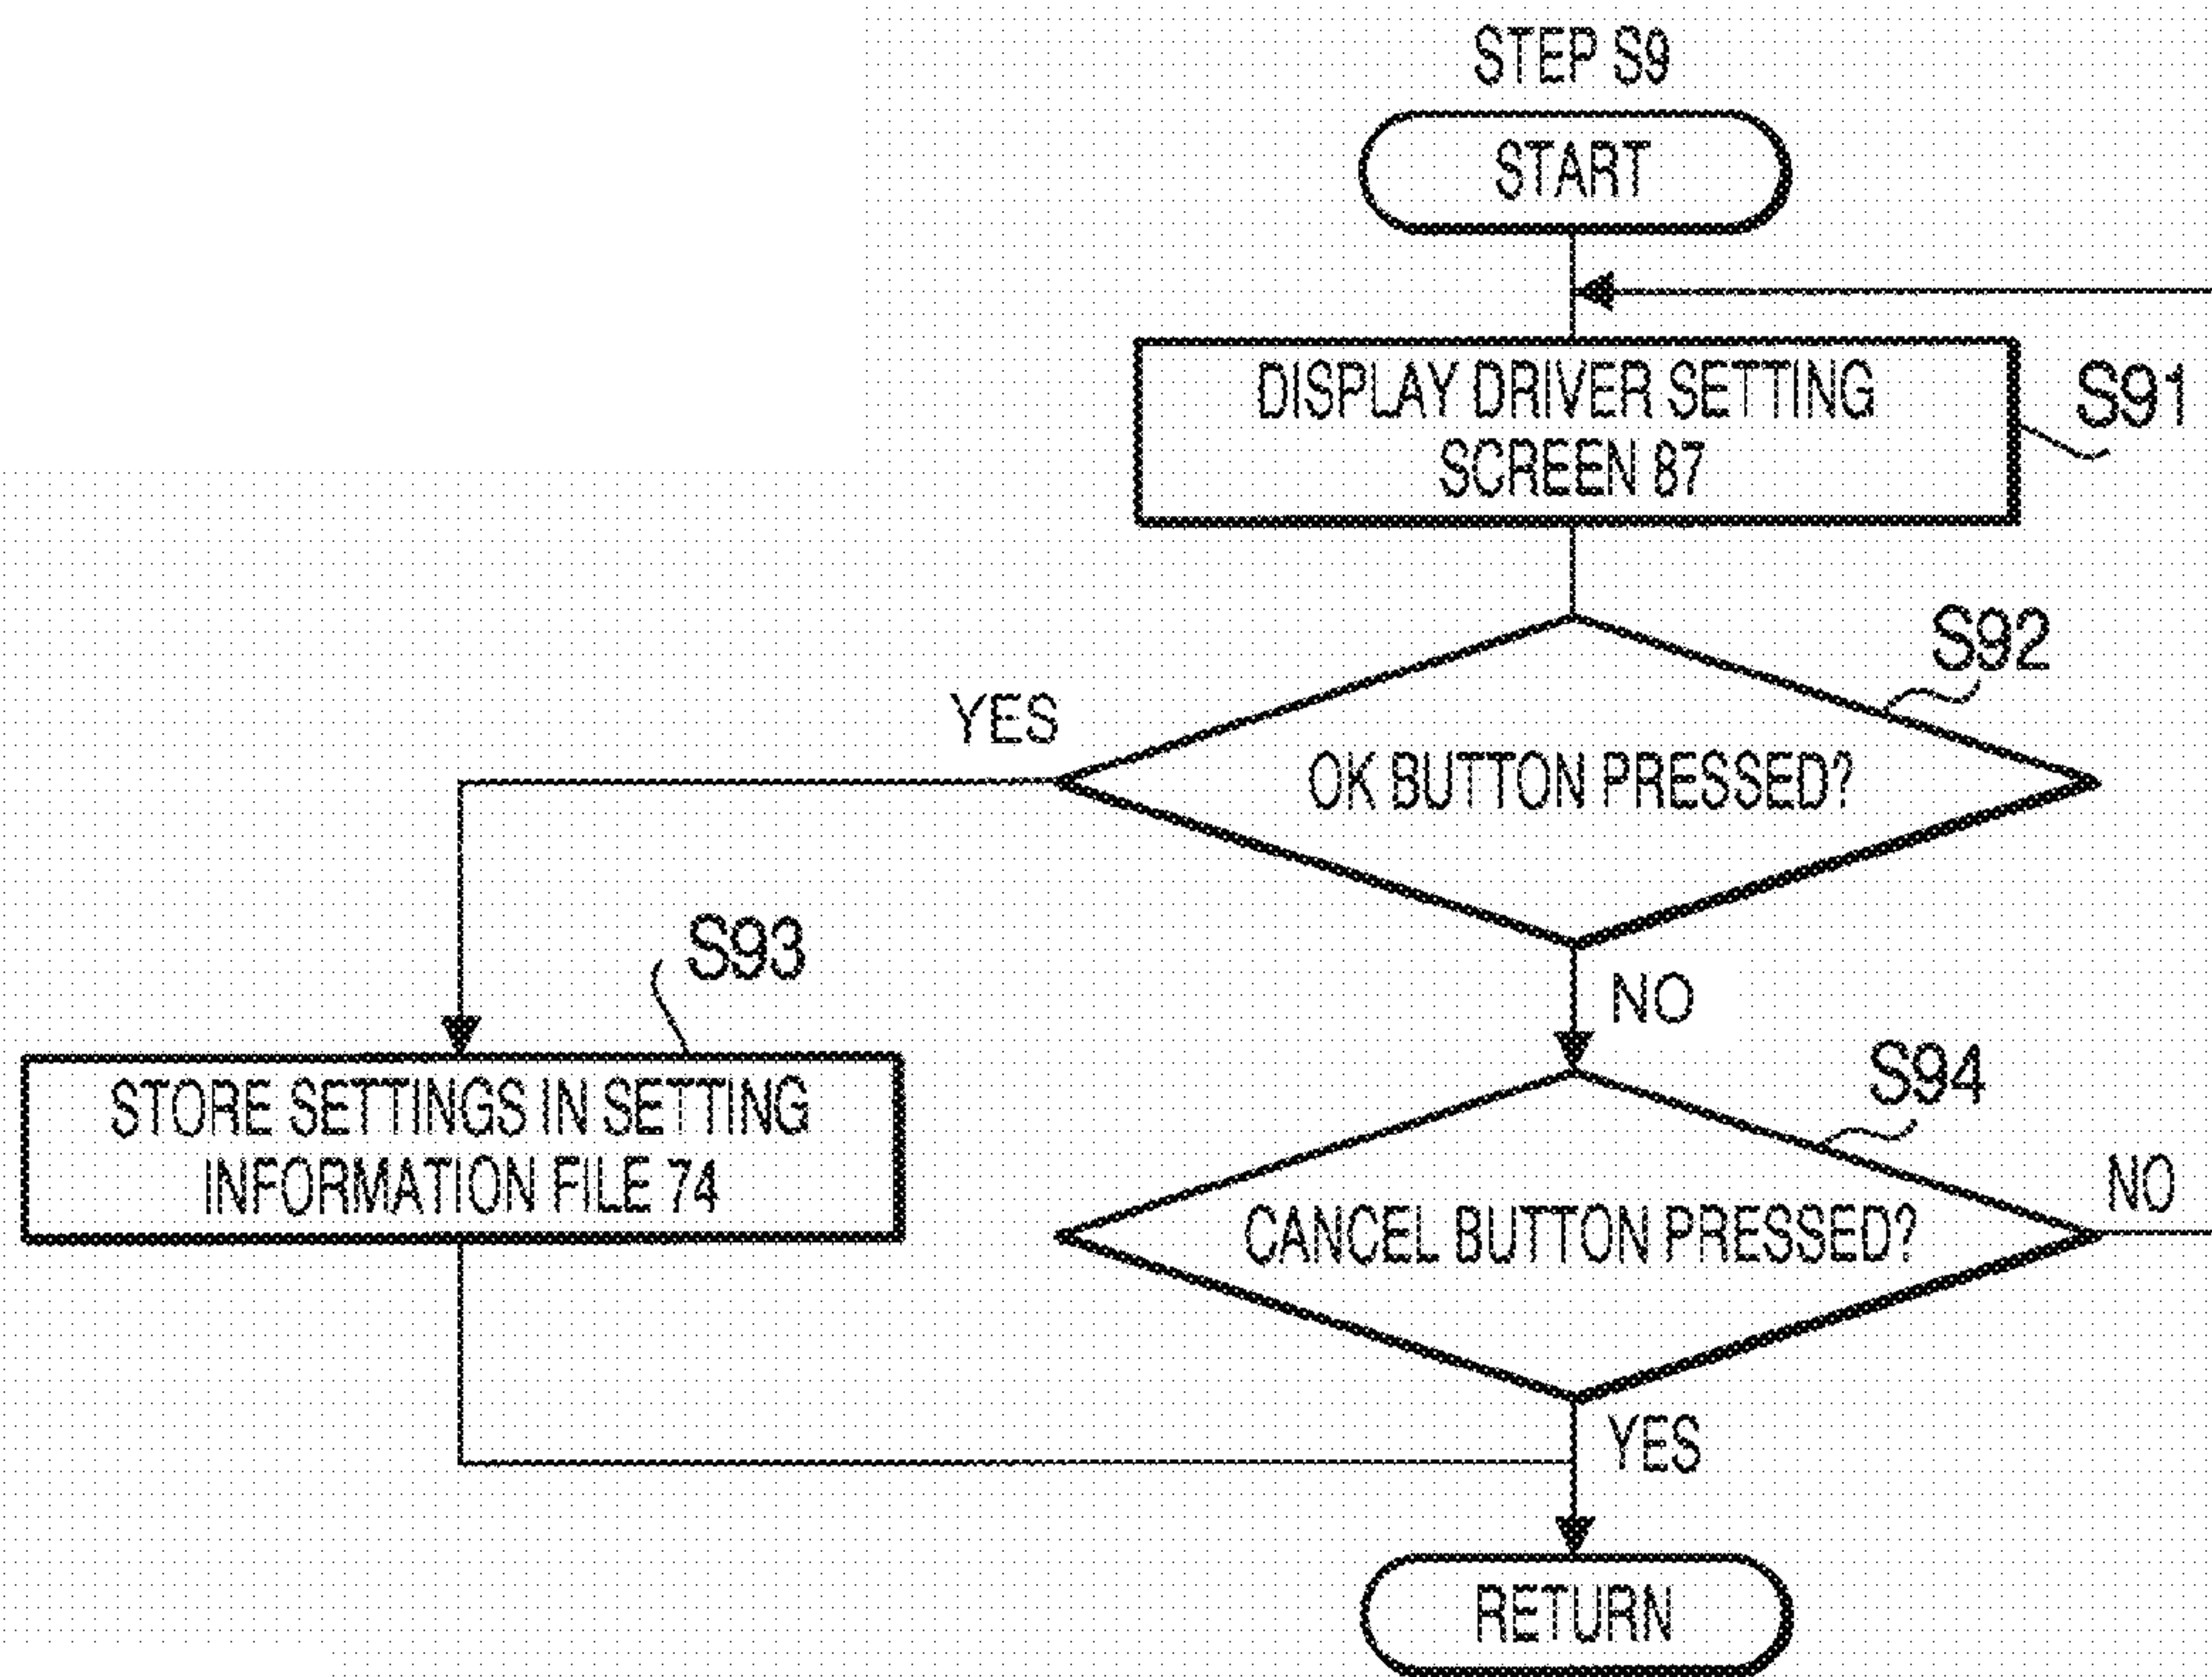 STEP S9
START
DISPLAY DRIVER SETTING
SCREEN 87
S91
S92
YES
OK BUTTON PRESSED?
S93
NO
STORE SETTINGS IN SETTING
INFORMATION FILE 74
S94
NO
CANCEL BUTTON PRESSED?
YES
RETURN